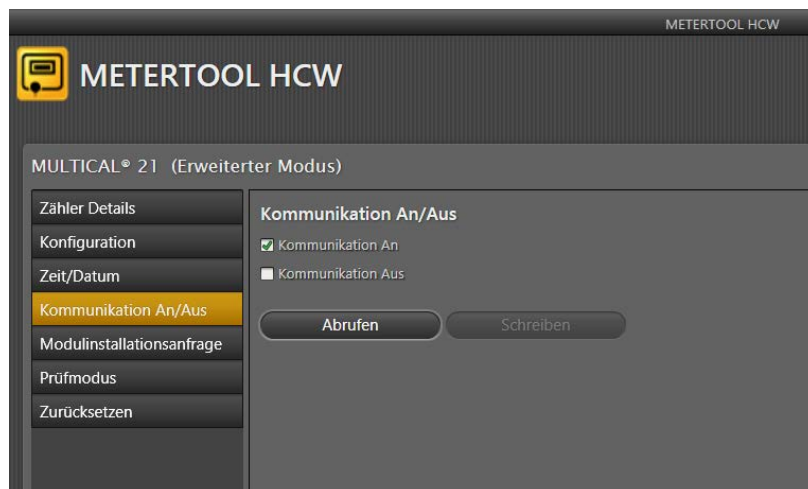 METERTOOL HCW
METERTOOL HCW
MULTICAL® 21 (Erweiterter Modus)
Zähler Details
Konfiguration
Zeit/Datum
Kommunikation An/Aus
Modulinstallationsanfrage
Prüfmodus
Zurücksetzen
Kommunikation An/Aus
Kommunikation An
Kommunikation Aus
Abrufen
Schreiben